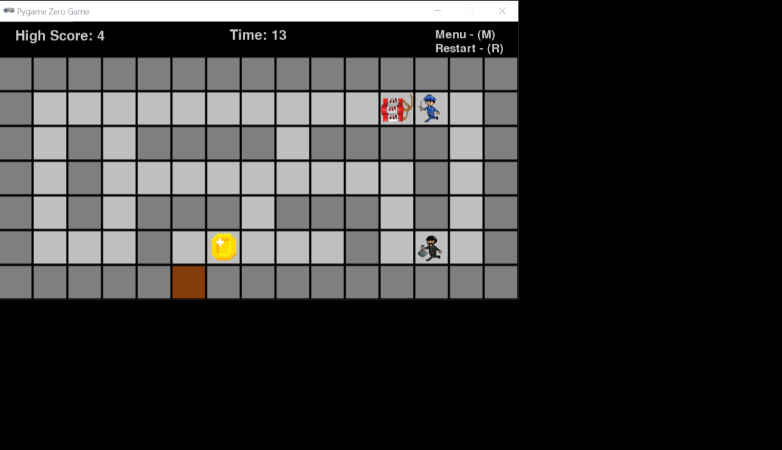 Pygame Zero Game
High Score: 4
Time: 13
Menu - (M)
Restart - (R)